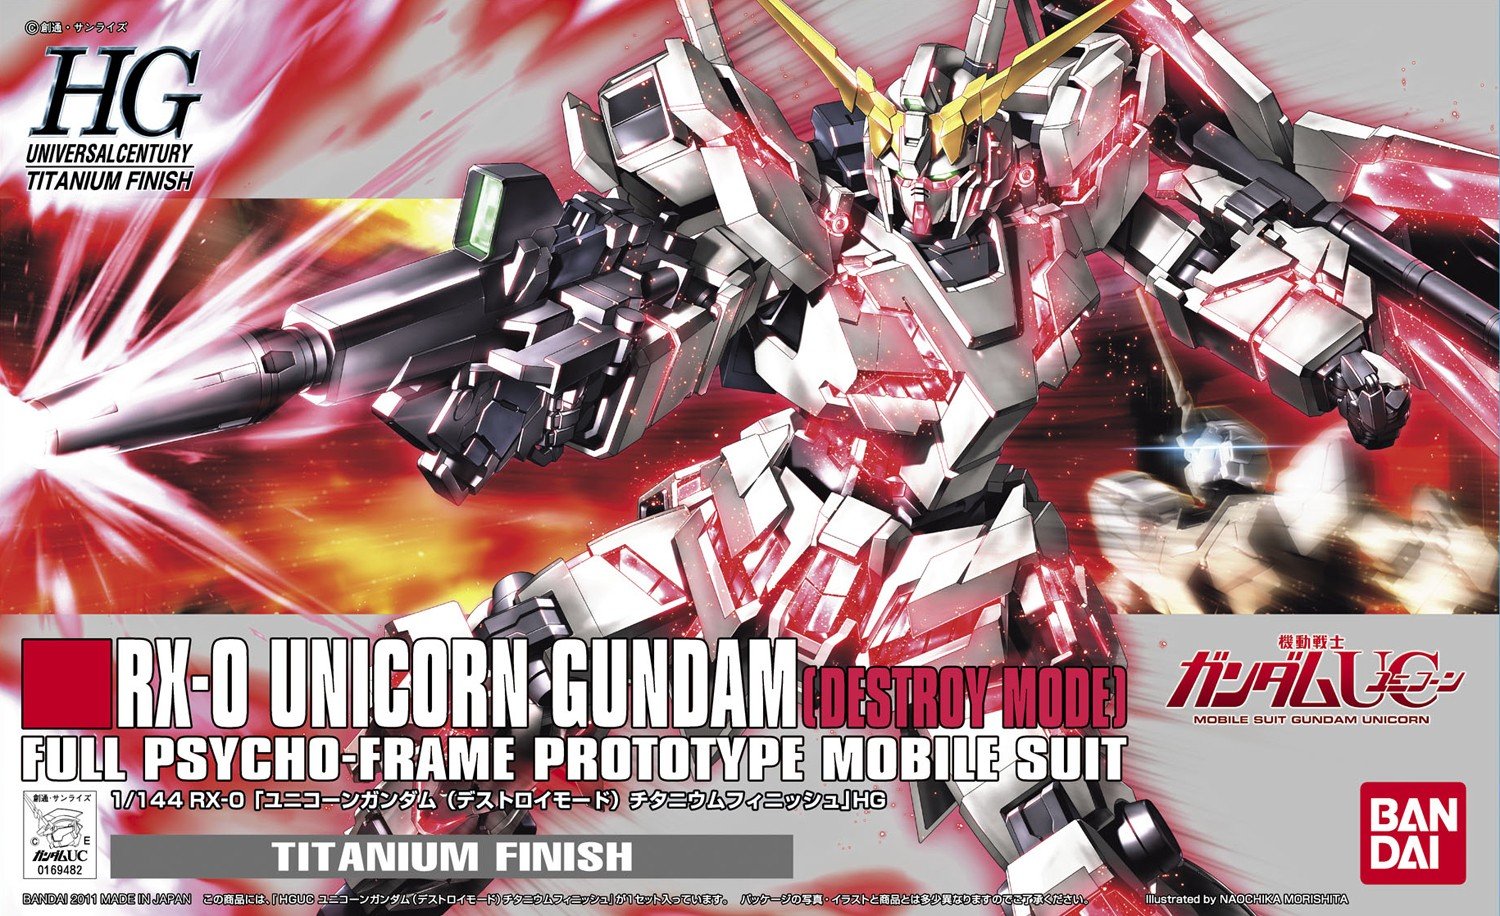 ©創通・サンライズ
HG
UNIVERSAL CENTURY
TITANIUM FINISH
RX-0 UNICORN GUNDAM (DESTROY MODE)
FULL PSYCHO-FRAME PROTOTYPE MOBILE SUIT
1/144 RX-0「ユニコーンガンダム（デストロイモード）チタニウムフィニッシュ」HG
TITANIUM FINISH
機動戦士
ガンダムUC
ユニコーン
MOBILE SUIT GUNDAM UNICORN
BAN
DAI
創通・サンライズ
C E
ガンダムUC
0169482
BANDAI 2011 MADE IN JAPAN この商品には、「HGUC ユニコーンガンダム（デストロイモード）チタニウムフィニッシュ」が1セット入っています。 パッケージの写真・イラストと商品とは多少異なりますのでご了承ください。
Illustrated by NAOCHIKA MORISHITA